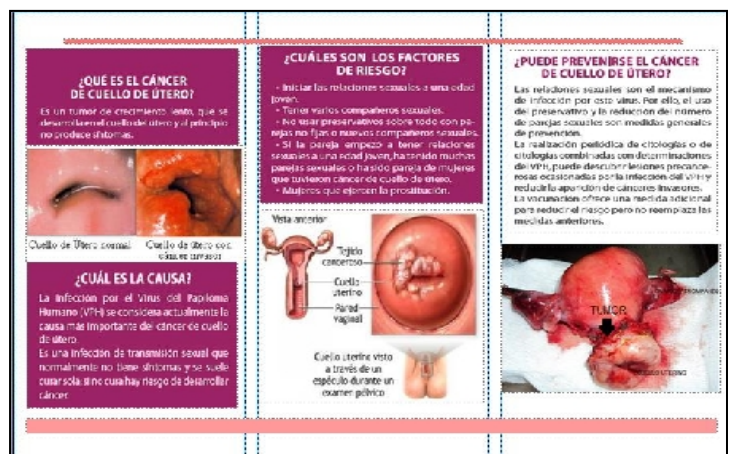 ¿QUÉ ES EL CÁNCER
DE CUELLO DE ÚTERO?
Es un tumor de crecimiento lento, que se
desarrolla en el cuello de útero y al principio
no produce síntomas.
Cuello de Útero normal
Cuello de útero con
cáncer invasor
¿CUÁL ES LA CAUSA?
La infección por el Virus del Papiloma
Humano (VPH) se considera actualmente la
causa más importante del cáncer de cuello
de útero.
Es una infección de transmisión sexual que
normalmente no tiene síntomas y se suele
curar sola: si no cura hay riesgo de desarrollar
cáncer
¿CUÁLES SON LOS FACTORES
DE RIESGO?
- Iniciar las relaciones sexuales a una edad
joven.
- Tener varios compañeros sexuales.
- No usar preservativos sobre todo con pa-
rejas no fijas o nuevos compañeros sexuales.
- Si la pareja empezó a tener relaciones
sexuales a una edad joven, ha tenido muchas
parejas sexuales o ha sido pareja de mujeres
que tuvieron cáncer de cuello de útero.
- Mujeres que ejercen la prostitución.
Vista anterior
Tejido
canceroso
Cuello
uterino
Pared
vaginal
Cuello uterino visto
a través de un
espéculo durante un
examen pélvico
¿PUEDE PREVENIRSE EL CÁNCER
DE CUELLO DE ÚTERO?
Las relaciones sexuales son el mecanismo
de infección por este virus. Por ello, el uso
del preservativo y la reducción del número
de parejas sexuales son medidas generales
de prevención.
La realización periódica de citologías o de
citologías combinadas con determinaciones
del VPH, puede descubrir lesiones precance-
rosas ocasionadas por la infección del VPH y
reducir la aparición de cánceres invasores.
La vacunación ofrece una medida adicional
para reducir el riesgo pero no reemplaza las
medidas anteriores.
TUMOR
UTERINO